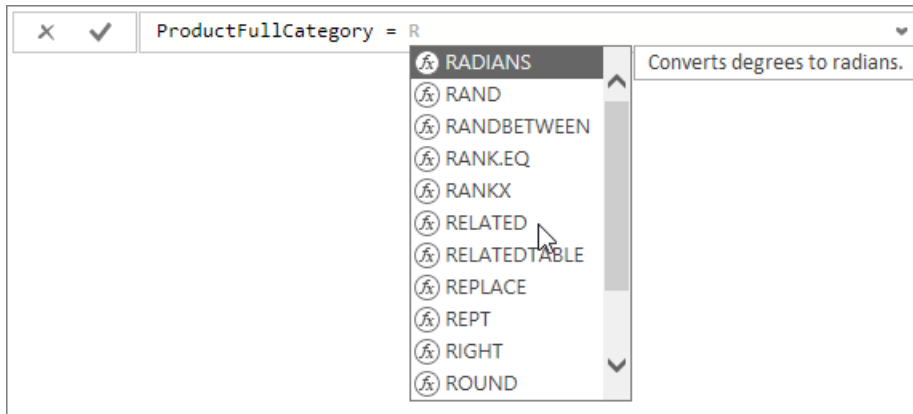 ProductFullCategory = R
RADIANS
Converts degrees to radians.
RAND
RANDBETWEEN
RANK.EQ
RANKX
RELATED
RELATEDTABLE
REPLACE
REPT
RIGHT
ROUND